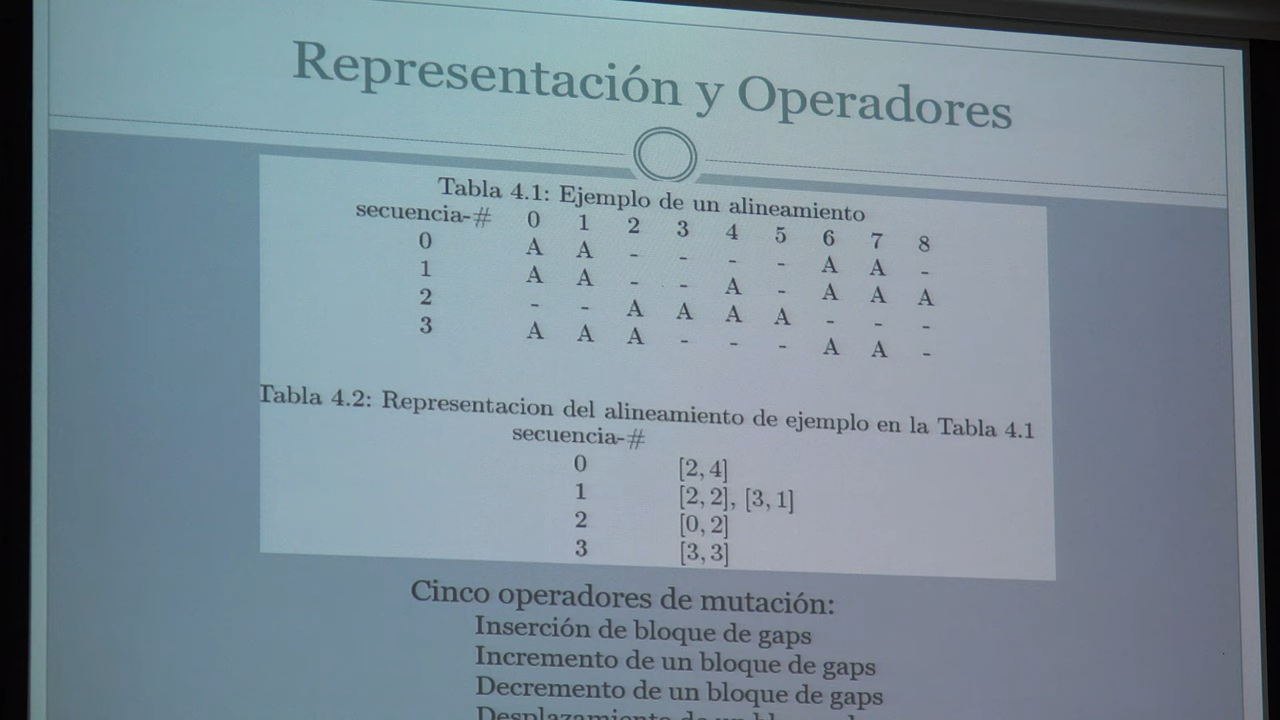 Representación y Operadores
Tabla 4.1: Ejemplo de un alineamiento
secuencia-# 0 1 2 3 4 5 6 7 8
0 A A - - - - A A -
1 A A - - A - A A A
2 - - A A A A - - -
3 A A A - - - A A -
Tabla 4.2: Representacion del alineamiento de ejemplo en la Tabla 4.1
secuencia-#
0 [2, 4]
1 [2, 2], [3, 1]
2 [0, 2]
3 [3, 3]
Cinco operadores de mutación:
Inserción de bloque de gaps
Incremento de un bloque de gaps
Decremento de un bloque de gaps
Desplazamiento de un